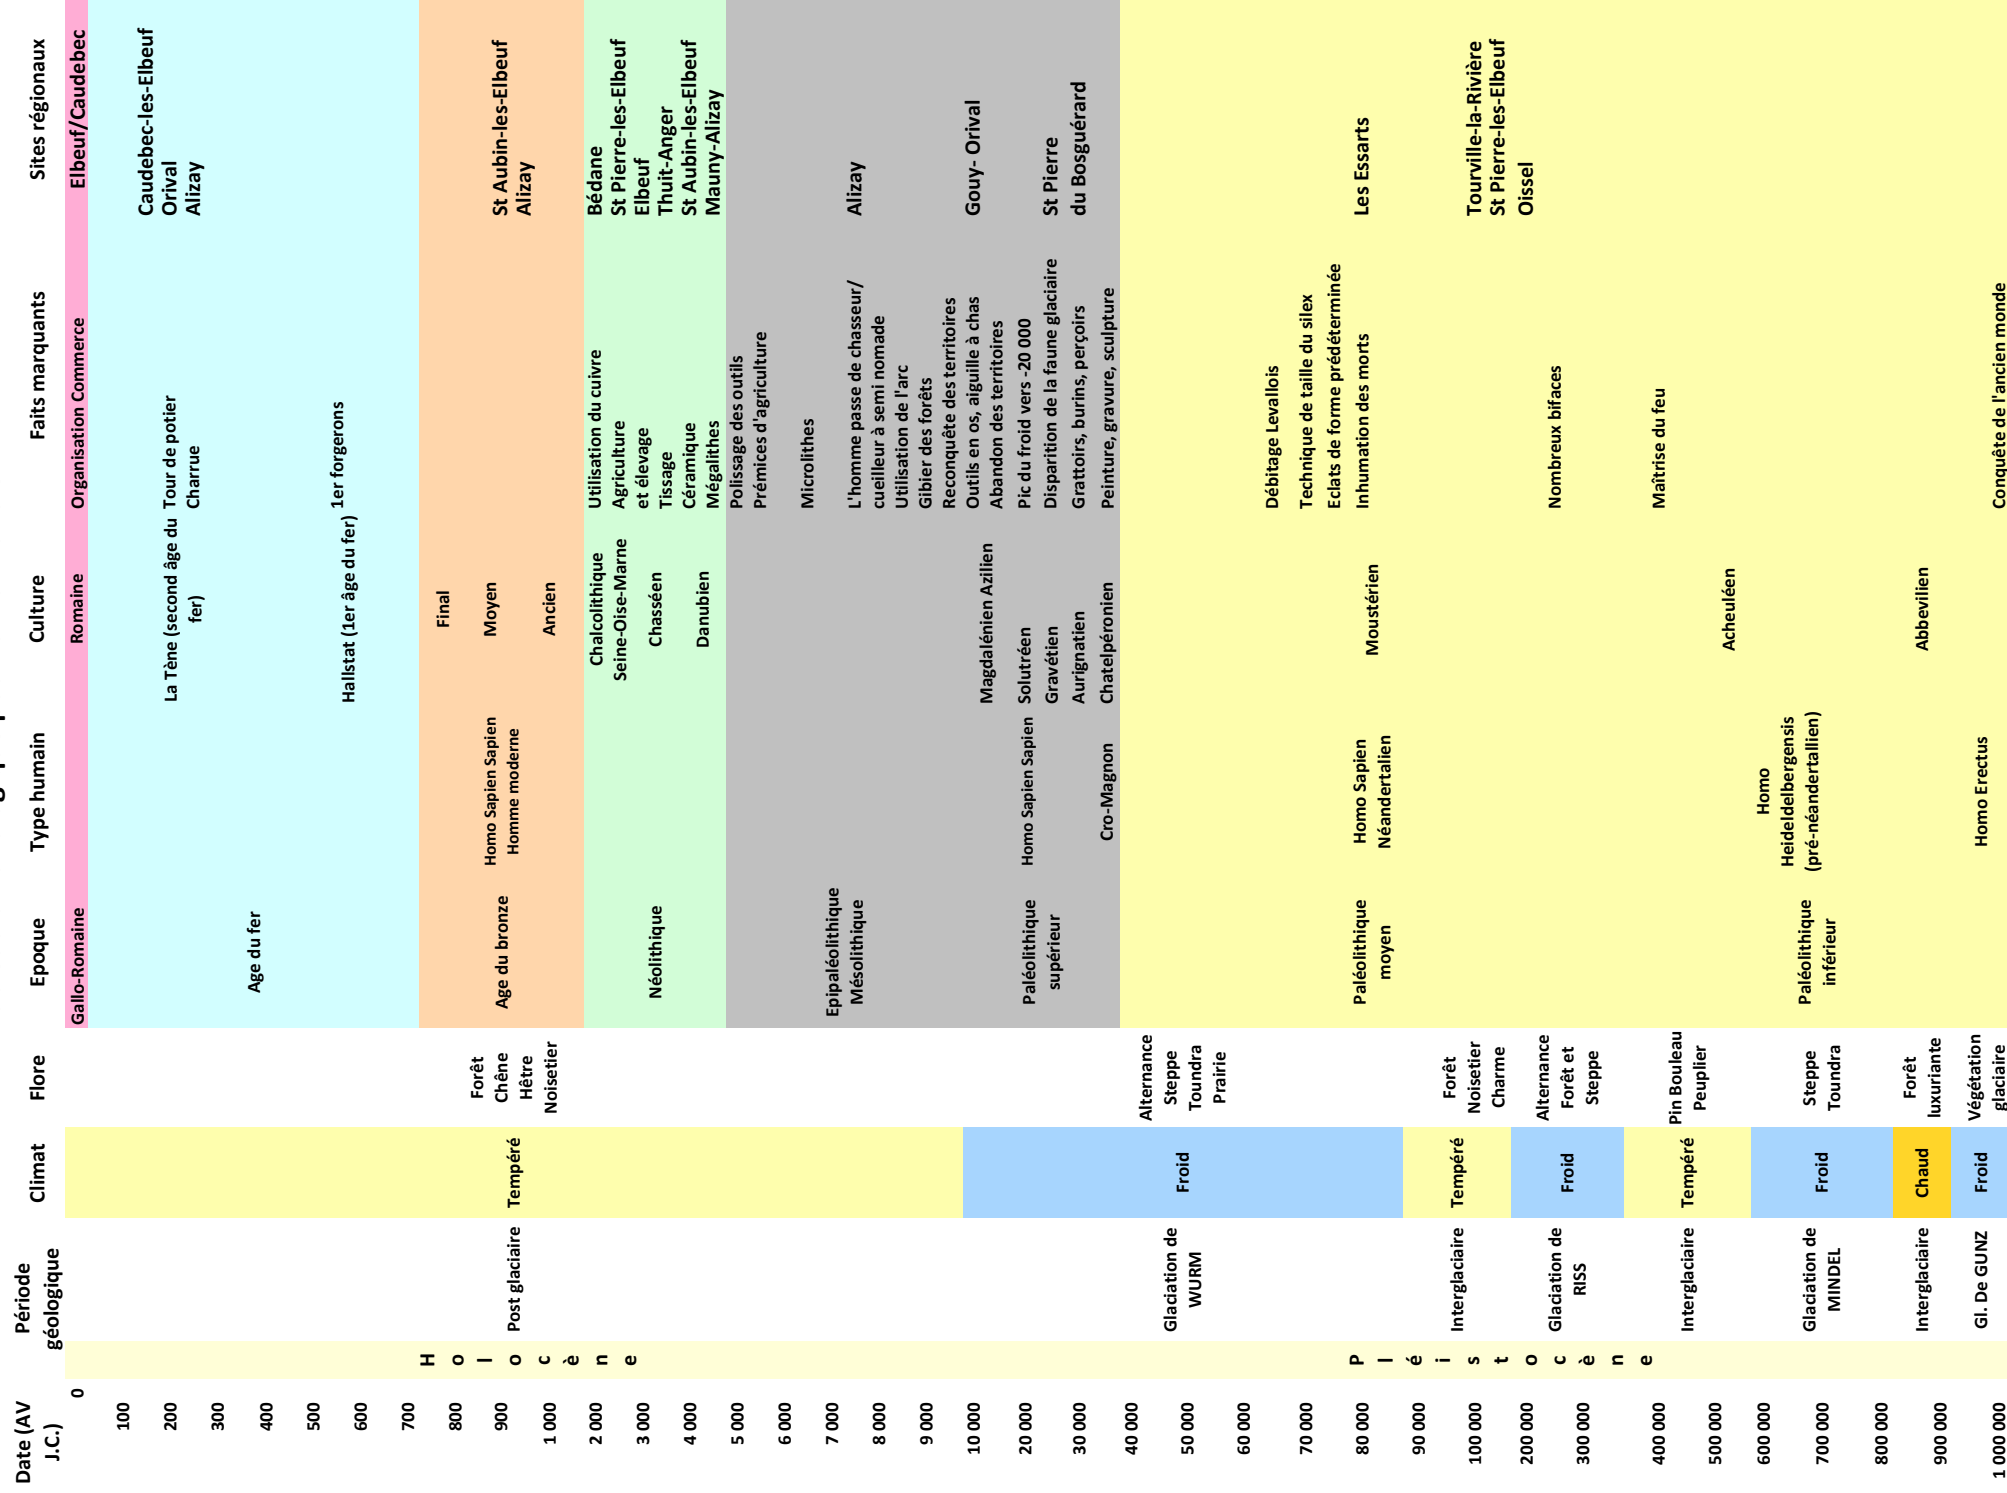 Date (AV
J.C.)
Période
géologique
Climat
Flore
Epoque
Type humain
Culture
Faits marquants
Sites régionaux
0
100
200
300
400
500
600
700
800
900
1 000
2 000
3 000
4 000
5 000
6 000
7 000
8 000
9 000
10 000
20 000
30 000
40 000
50 000
60 000
70 000
80 000
90 000
100 000
200 000
300 000
400 000
500 000
600 000
700 000
800 000
900 000
1 000 000
H
o
l
o
c
è
n
e
P
l
é
i
s
t
o
c
è
n
e
Post glaciaire
Glaciation de
WURM
Interglaciaire
Glaciation de
RISS
Interglaciaire
Glaciation de
MINDEL
Interglaciaire
Gl. De GUNZ
Tempéré
Froid
Tempéré
Froid
Tempéré
Froid
Chaud
Froid
Forêt
Chêne
Hêtre
Noisetier
Alternance
Steppe
Toundra
Prairie
Forêt
Noisetier
Charme
Alternance
Forêt et
Steppe
Pin Bouleau
Peuplier
Steppe
Toundra
Forêt
luxuriante
Végétation
glaciaire
Gallo-Romaine
Age du fer
Age du bronze
Néolithique
Epipaléolithique
Mésolithique
Paléolithique
supérieur
Paléolithique
moyen
Paléolithique
inférieur
Homo Sapien Sapien
Homme moderne
Homo Sapien Sapien
Cro-Magnon
Homo Sapien
Néandertalien
Homo
Heideldbergensis
(pré-néandertallien)
Homo Erectus
Romaine
La Tène (second âge du
fer)
Hallstat (1er âge du fer)
Final
Moyen
Ancien
Chalcolithique
Seine-Oise-Marne
Chasséen
Danubien
Magdalénien Azilien
Solutréen
Gravétien
Aurignatien
Chatelpéronien
Moustérien
Acheuléen
Abbevilien
Organisation Commerce
Tour de potier
Charrue
1er forgerons
Utilisation du cuivre
Agriculture
et élevage
Tissage
Céramique
Mégalithes
Polissage des outils
Prémices d'agriculture
Microlithes
L'homme passe de chasseur/
cueilleur à semi nomade
Utilisation de l'arc
Gibier des forêts
Reconquête des territoires
Outils en os, aiguille à chas
Abandon des territoires
Pic du froid vers -20 000
Disparition de la faune glaciaire
Grattoirs, burins, perçoirs
Peinture, gravure, sculpture
Débitage Levallois
Technique de taille du silex
Eclats de forme prédéterminée
Inhumation des morts
Nombreux bifaces
Maîtrise du feu
Conquête de l'ancien monde
Elbeuf/Caudebec
Caudebec-les-Elbeuf
Orival
Alizay
St Aubin-les-Elbeuf
Alizay
Bédane
St Pierre-les-Elbeuf
Elbeuf
Thuit-Anger
St Aubin-les-Elbeuf
Mauny-Alizay
Alizay
Gouy- Orival
St Pierre
du Bosguérard
Les Essarts
Tourville-la-Rivière
St Pierre-les-Elbeuf
Oissel